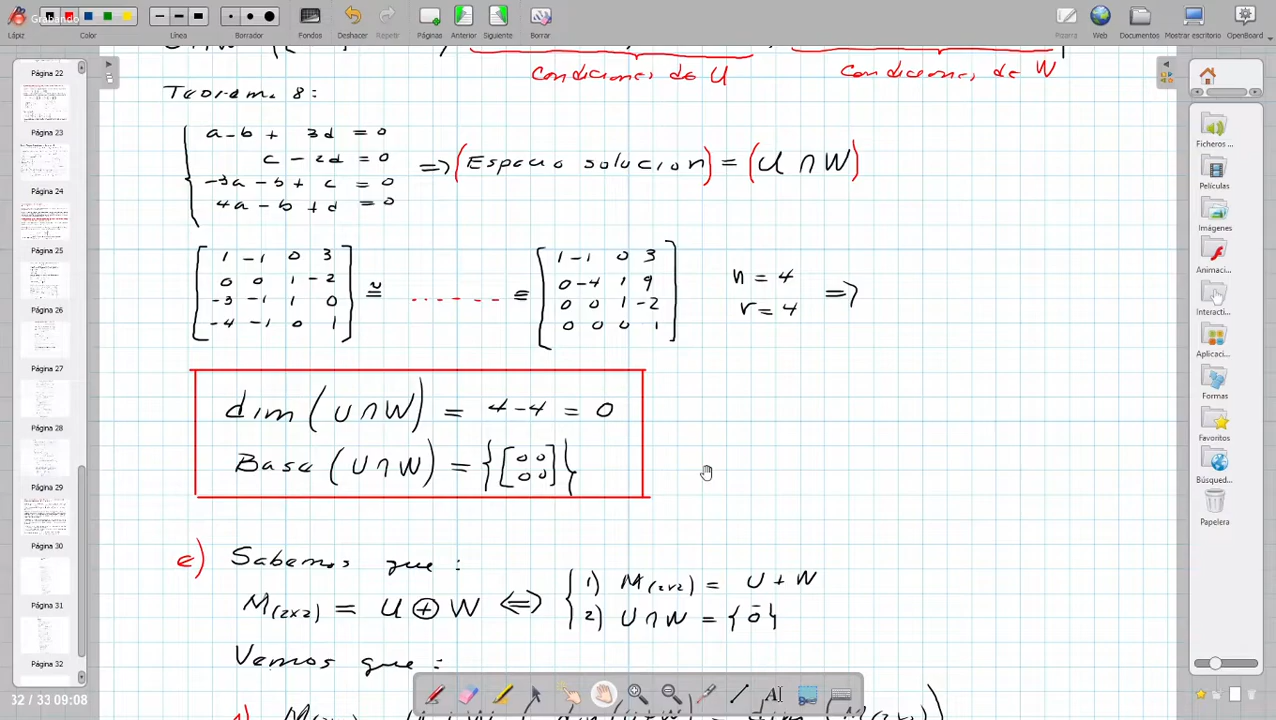 Grabando
Lápiz Color Línea Borrador Fondos Deshacer Páginas Anterior Siguiente Borrar Pizarra Web Documentos Mostrar escritorio OpenBoard
condiciones de U condiciones de W
Teorema 8:
a - b + 3d = 0
c - 2d = 0
-3a - b + c = 0
4a - b + d = 0
=> (Espacio solucion) = (U ∩ W)
1 -1 0 3
0 0 1 -2
-3 -1 1 0
-4 -1 0 1
≅ ....... =
1 -1 0 3
0 -4 1 9
0 0 1 -2
0 0 0 1
n = 4
r = 4 =>
dim (U ∩ W) = 4-4 = 0
Base (U ∩ W) = {[0 0
0 0]}
e) Sabemos que :
M(2x2) = U ⊕ W <=> { 1) M(2x2) = U + W
2) U ∩ W = {ō}
Vemos que :
Página 22
Página 23
Página 24
Página 25
Página 26
Página 27
Página 28
Página 29
Página 30
Página 31
Página 32
32 / 33 09:08
Ficheros ...
Películas
Imágenes
Animaci...
Interacti...
Aplicaci...
Formas
Favoritos
Búsqued...
Papelera